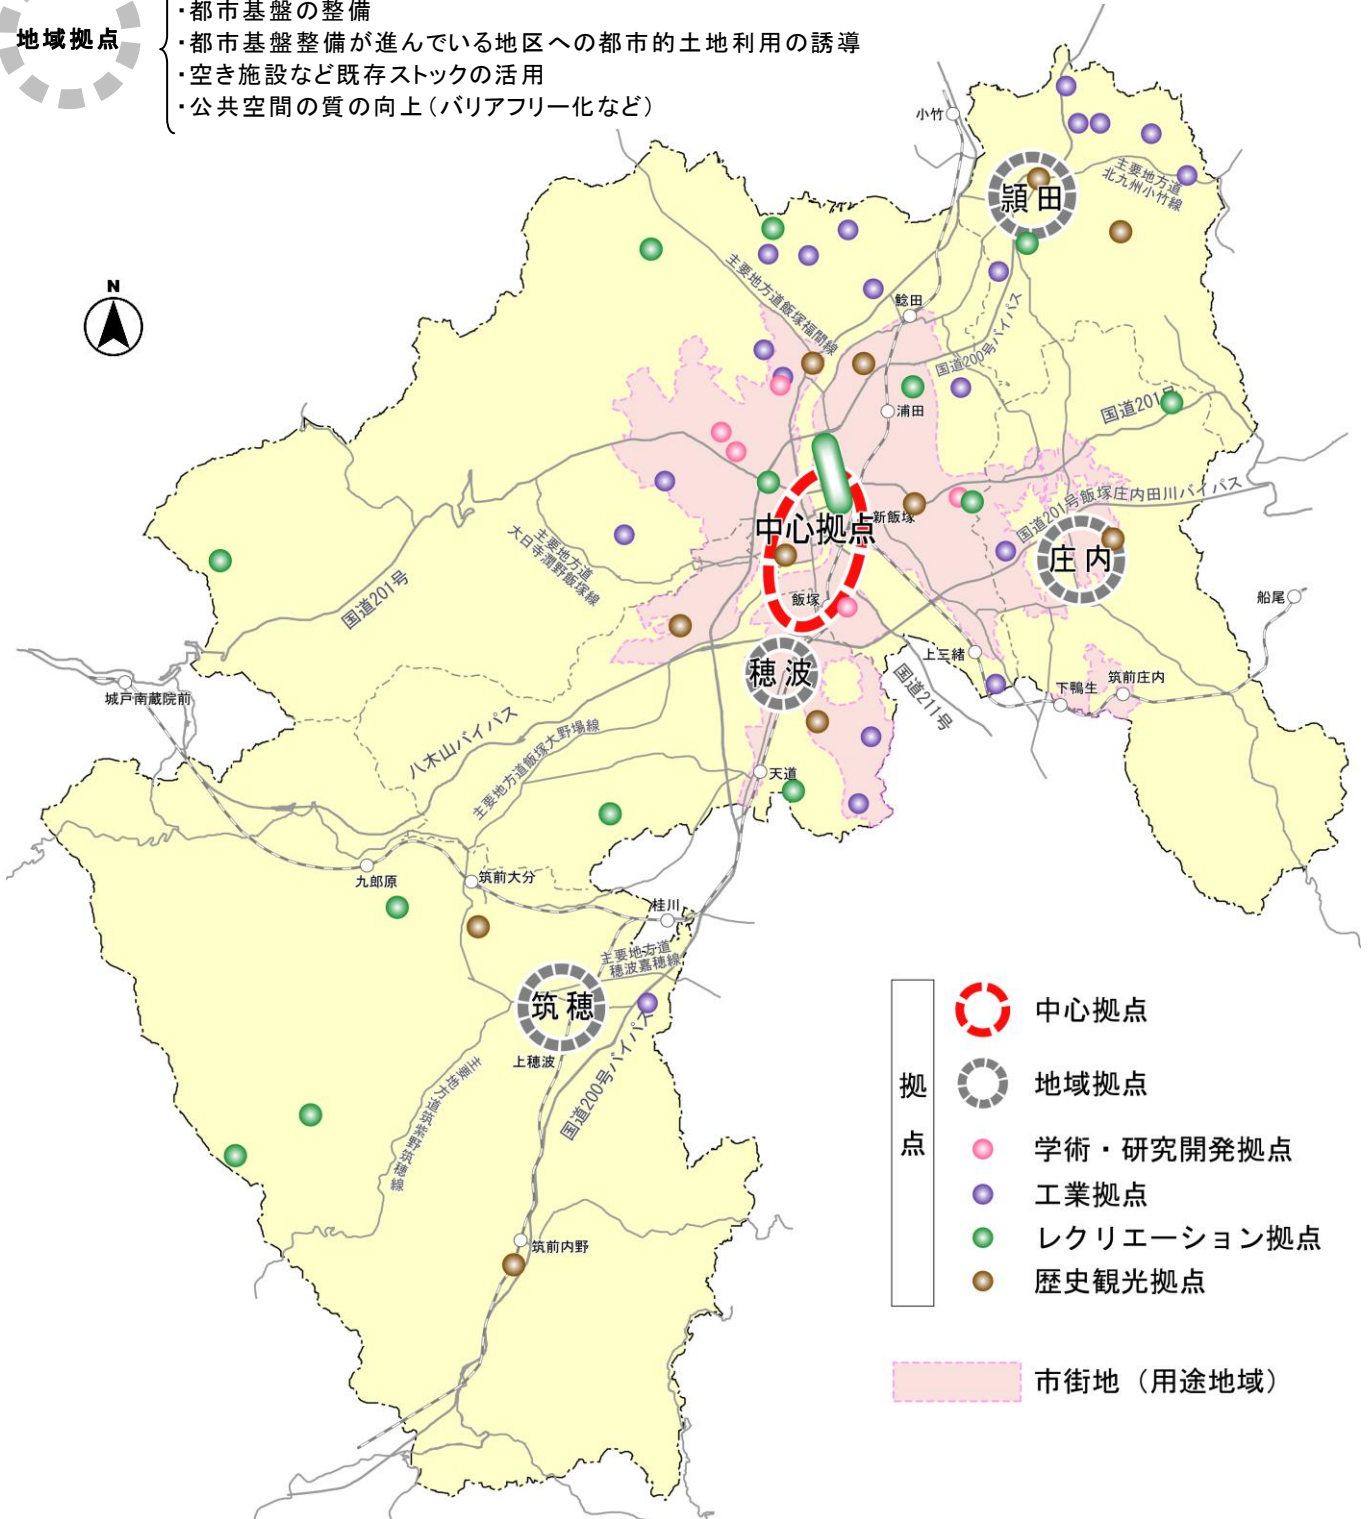 ・都市基盤の整備
地域拠点
・都市基盤整備が進んでいる地区への都市的土地利用の誘導
・空き施設など既存ストックの活用
・公共空間の質の向上（バリアフリー化など）
小竹
主要地方道
北九州小竹線
頴田
N
主要地方道飯塚福間線
鯰田
国道200号バイパス
浦田
国道201号
中心拠点
新飯塚
国道201号飯塚庄内田川バイパス
主要地方道
大日寺潤野飯塚線
庄内
国道201号
飯塚
船尾
上三緒
穂波
国道211号
下鴨生
筑前庄内
城戸南蔵院前
八木山バイパス
主要地方道飯塚大野場線
天道
九郎原
筑前大分
桂川
主要地方道
穂波嘉穂線
筑穂
上穂波
国道200号バイパス
主要地方道筑紫野筑穂線
筑前内野
拠点
中心拠点
地域拠点
学術・研究開発拠点
工業拠点
レクリエーション拠点
歴史観光拠点
市街地（用途地域）